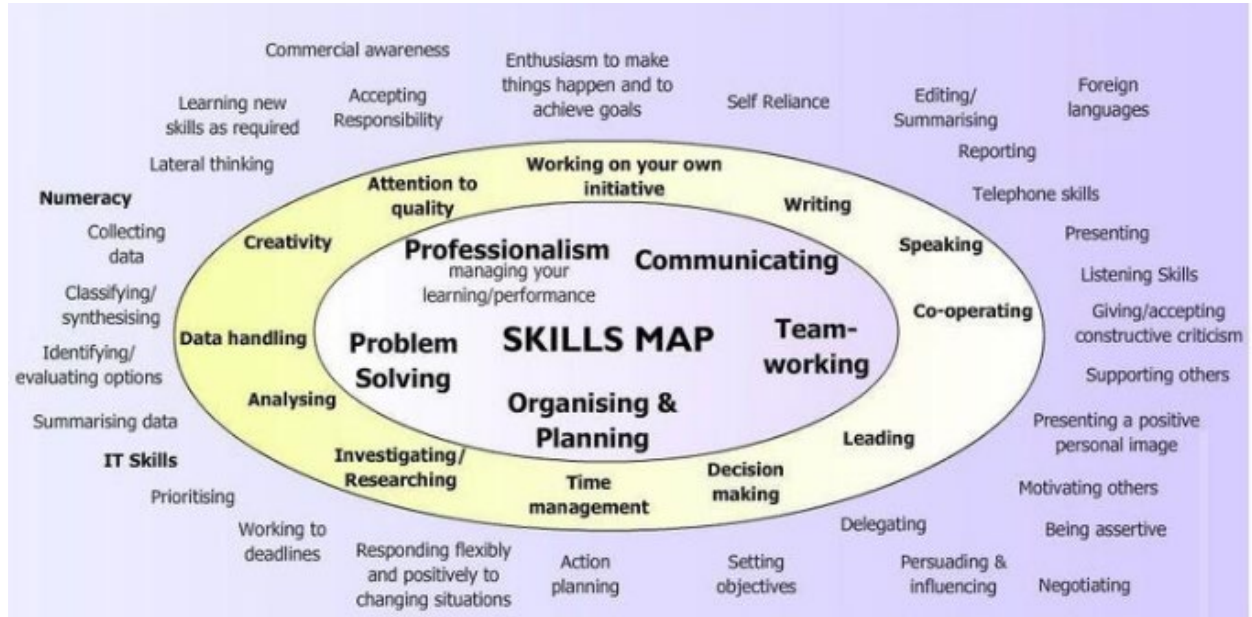 Commercial awareness
Enthusiasm to make
things happen and to
achieve goals
Learning new
skills as required
Accepting
Responsibility
Self Reliance
Editing/
Summarising
Foreign
languages
Lateral thinking
Reporting
Numeracy
Telephone skills
Collecting
data
Presenting
Classifying/
synthesising
Listening Skills
Giving/accepting
constructive criticism
Identifying/
evaluating options
Supporting others
Summarising data
Presenting a positive
personal image
IT Skills
Prioritising
Motivating others
Working to
deadlines
Delegating
Being assertive
Responding flexibly
and positively to
changing situations
Action
planning
Setting
objectives
Persuading &
influencing
Negotiating
Attention to
quality
Working on your own
initiative
Writing
Creativity
Speaking
Data handling
Co-operating
Analysing
Leading
Investigating/
Researching
Time
management
Decision
making
Professionalism
managing your
learning/performance
Communicating
Problem
Solving
SKILLS MAP
Team-
working
Organising &
Planning